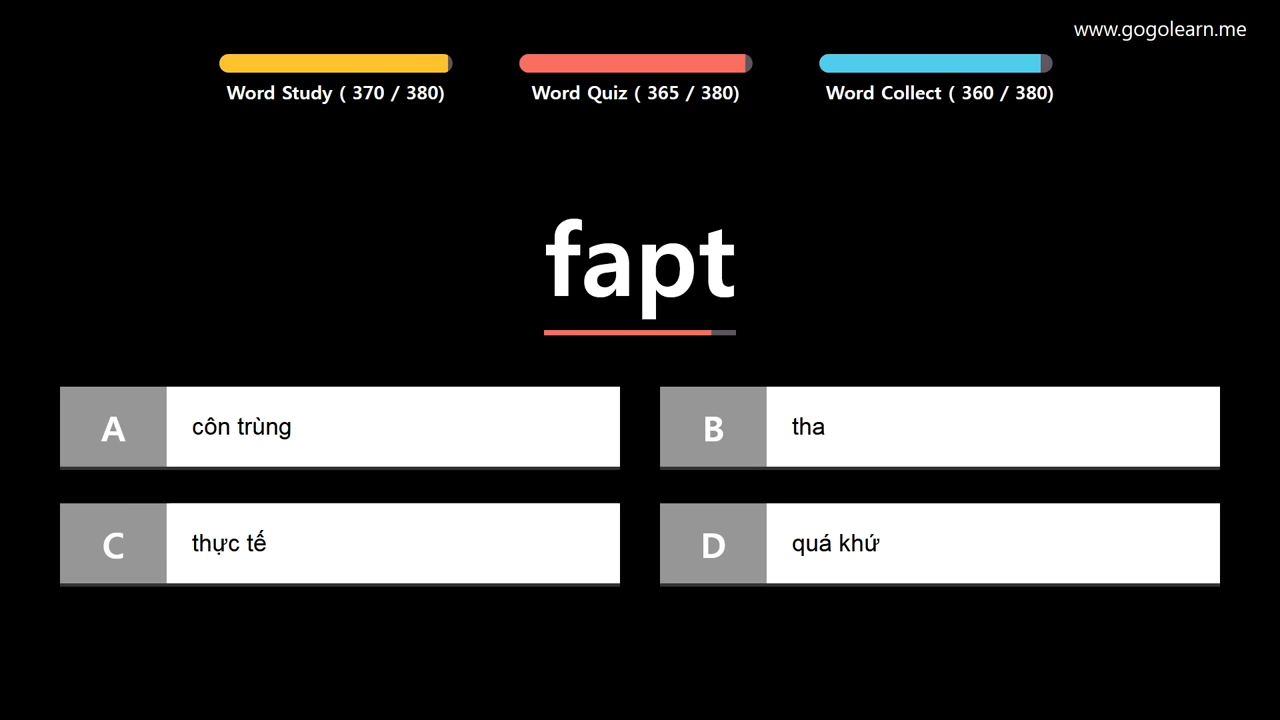 www.gogolearn.me
Word Study ( 370 / 380)
Word Quiz ( 365 / 380)
Word Collect ( 360 / 380)
fapt
A
côn trùng
B
tha
C
thực tế
D
quá khứ